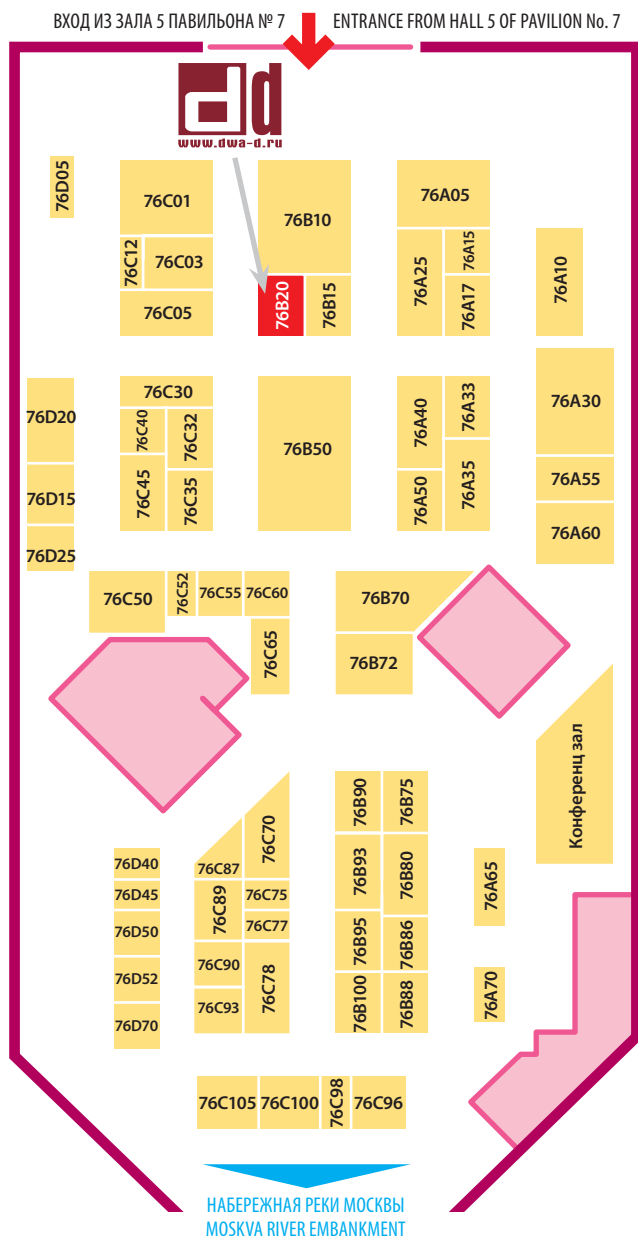 ВХОД ИЗ ЗАЛА 5 ПАВИЛЬОНА № 7
ENTRANCE FROM HALL 5 OF PAVILION No. 7
dd
www.dwa-d.ru
76D05
76C01
76B10
76A05
76C12
76C03
76A25
76A15
76A10
76C05
76B20
76B15
76A17
76D20
76C30
76B50
76A40
76A33
76A30
76C40
76C32
76D15
76C45
76C35
76A50
76A35
76A55
76D25
76A60
76C50
76C52
76C55
76C60
76B70
76C65
76B72
Конференц зал
76C70
76B90
76B75
76D40
76C87
76B93
76B80
76A65
76D45
76C89
76C75
76D50
76C77
76B95
76B86
76D52
76C90
76C78
76A70
76D70
76C93
76B100
76B88
76C105
76C100
76C98
76C96
НАБЕРЕЖНАЯ РЕКИ МОСКВЫ
MOSKVA RIVER EMBANKMENT